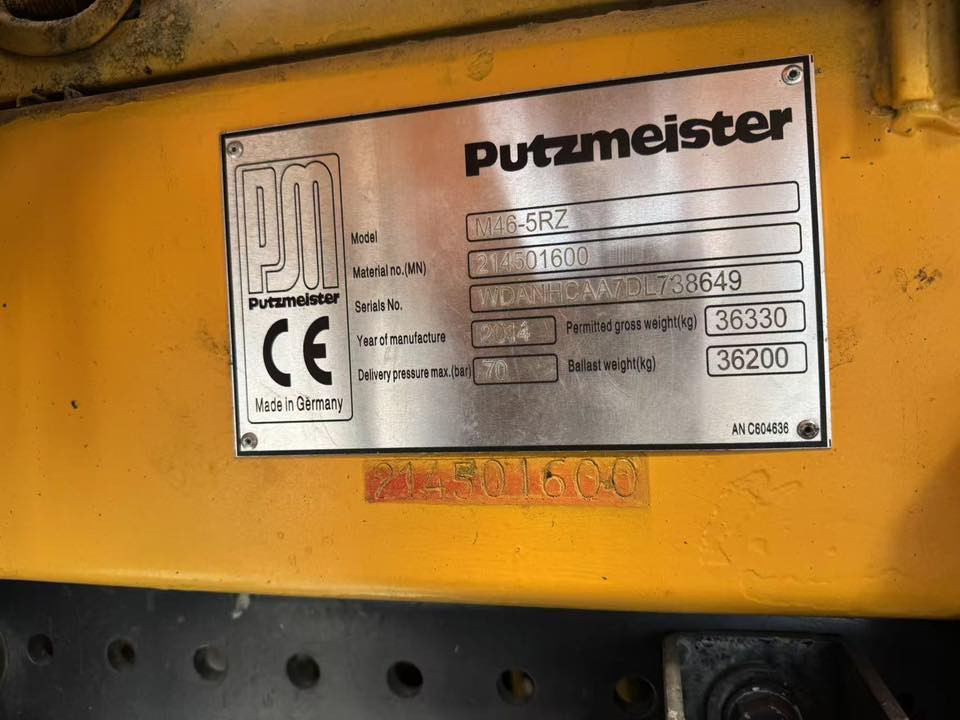 Putzmeister
PM
Putzmeister
CE
Made in Germany
Model M46-5RZ
Material no.(MN) 214501600
Serials No. WDANHCAA7DL738649
Year of manufacture 2014 Permitted gross weight(kg) 36330
Delivery pressure max.(bar) 70 Ballast weight(kg) 36200
AN C604636
214501600